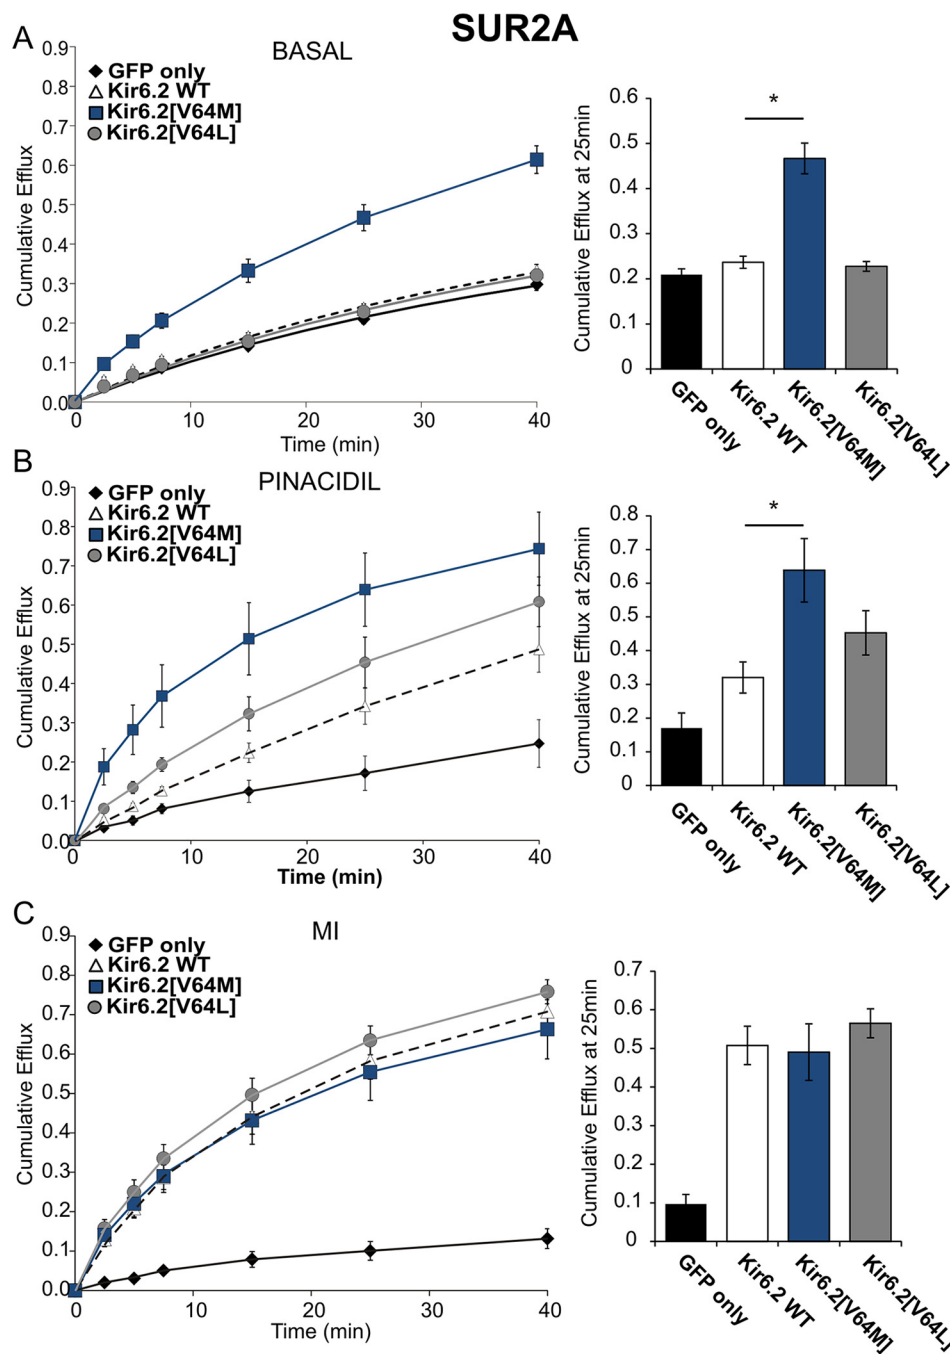 SUR2A
A
BASAL
GFP only
Kir6.2 WT
Kir6.2[V64M]
Kir6.2[V64L]
Cumulative Efflux
0.9
0.8
0.7
0.6
0.5
0.4
0.3
0.2
0.1
0.0
0 10 20 30 40
Time (min)
Cumulative Efflux at 25min
0.6
0.5
0.4
0.3
0.2
0.1
0
*
GFP only
Kir6.2 WT
Kir6.2[V64M]
Kir6.2[V64L]
B
PINACIDIL
GFP only
Kir6.2 WT
Kir6.2[V64M]
Kir6.2[V64L]
Cumulative Efflux
0.9
0.8
0.7
0.6
0.5
0.4
0.3
0.2
0.1
0.0
0 10 20 30 40
Time (min)
Cumulative Efflux at 25min
0.8
0.7
0.6
0.5
0.4
0.3
0.2
0.1
0
*
GFP only
Kir6.2 WT
Kir6.2[V64M]
Kir6.2[V64L]
C
MI
GFP only
Kir6.2 WT
Kir6.2[V64M]
Kir6.2[V64L]
Cumulative Efflux
0.9
0.8
0.7
0.6
0.5
0.4
0.3
0.2
0.1
0.0
0 10 20 30 40
Time (min)
Cumulative Efflux at 25min
0.7
0.6
0.5
0.4
0.3
0.2
0.1
0
GFP only
Kir6.2 WT
Kir6.2[V64M]
Kir6.2[V64L]